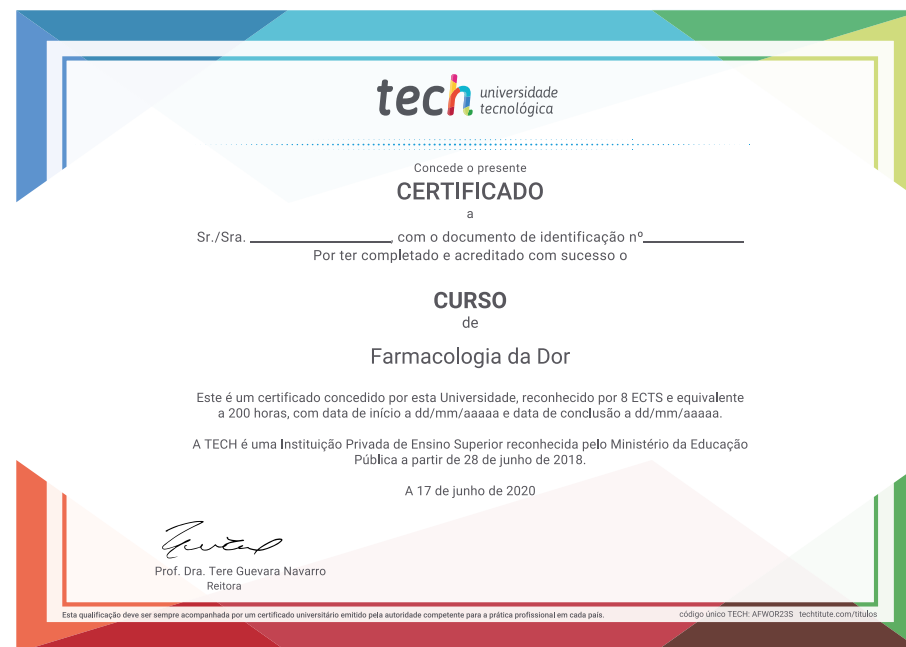 tech universidade
tecnológica
Concede o presente
CERTIFICADO
a
Sr./Sra. ________________, com o documento de identificação nº____________
Por ter completado e acreditado com sucesso o
CURSO
de
Farmacologia da Dor
Este é um certificado concedido por esta Universidade, reconhecido por 8 ECTS e equivalente
a 200 horas, com data de início a dd/mm/aaaaa e data de conclusão a dd/mm/aaaaa.
A TECH é uma Instituição Privada de Ensino Superior reconhecida pelo Ministério da Educação
Pública a partir de 28 de junho de 2018.
A 17 de junho de 2020
Prof. Dra. Tere Guevara Navarro
Reitora
Esta qualificação deve ser sempre acompanhada por um certificado universitário emitido pela autoridade competente para a prática profissional em cada país.
código único TECH: AFWOR23S techtitute.com/titulos